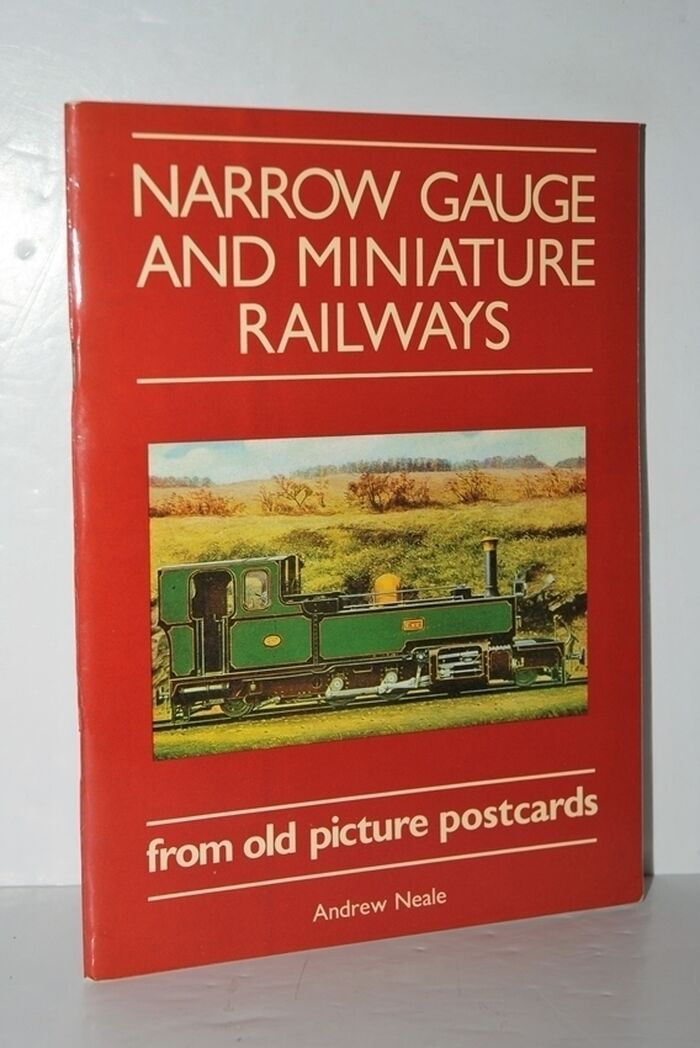 NARROW GAUGE
AND MINIATURE
RAILWAYS
from old picture postcards
Andrew Neale